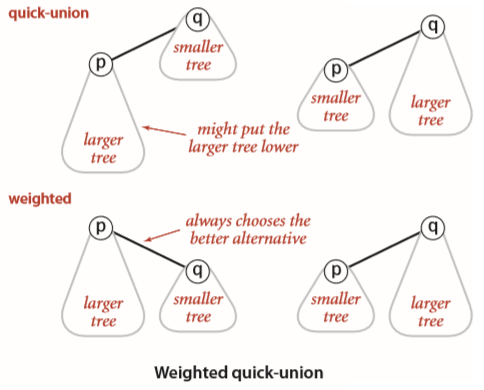 quick-union
q
smaller
tree
p
larger
tree
might put the
larger tree lower
q
p
smaller
tree
larger
tree
weighted
p
always chooses the
better alternative
larger
tree
q
smaller
tree
q
p
smaller
tree
larger
tree
Weighted quick-union